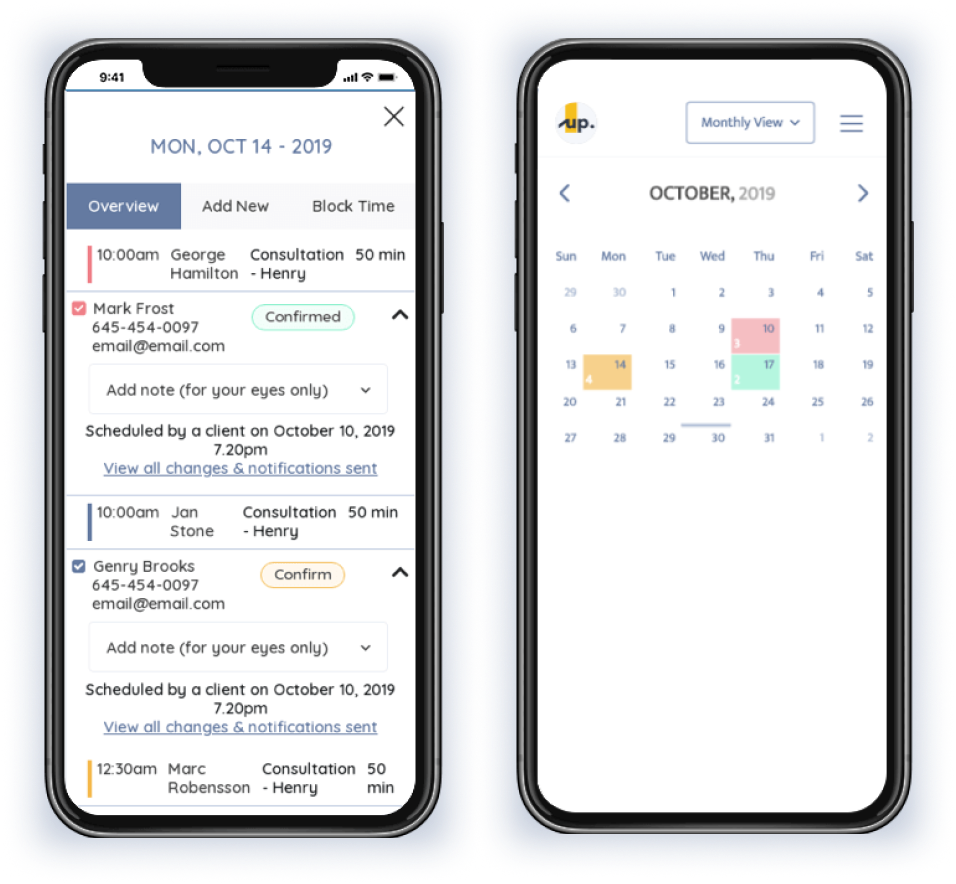 9:41
MON, OCT 14 - 2019
Overview Add New Block Time
10:00am George Consultation 50 min
Hamilton - Henry
Mark Frost Confirmed
645-454-0097
email@email.com
Add note (for your eyes only)
Scheduled by a client on October 10, 2019
7.20pm
View all changes & notifications sent
10:00am Jan Consultation 50 min
Stone - Henry
Genry Brooks Confirm
645-454-0097
email@email.com
Add note (for your eyes only)
Scheduled by a client on October 10, 2019
7.20pm
View all changes & notifications sent
12:30am Marc Consultation 50
Robensson - Henry min
up. Monthly View
OCTOBER, 2019
Sun Mon Tue Wed Thu Fri Sat
29 30 1 2 3 4 5
6 7 8 9 10 11 12
3
13 14 15 16 17 18 19
4 2
20 21 22 23 24 25 26
27 28 29 30 31 1 2